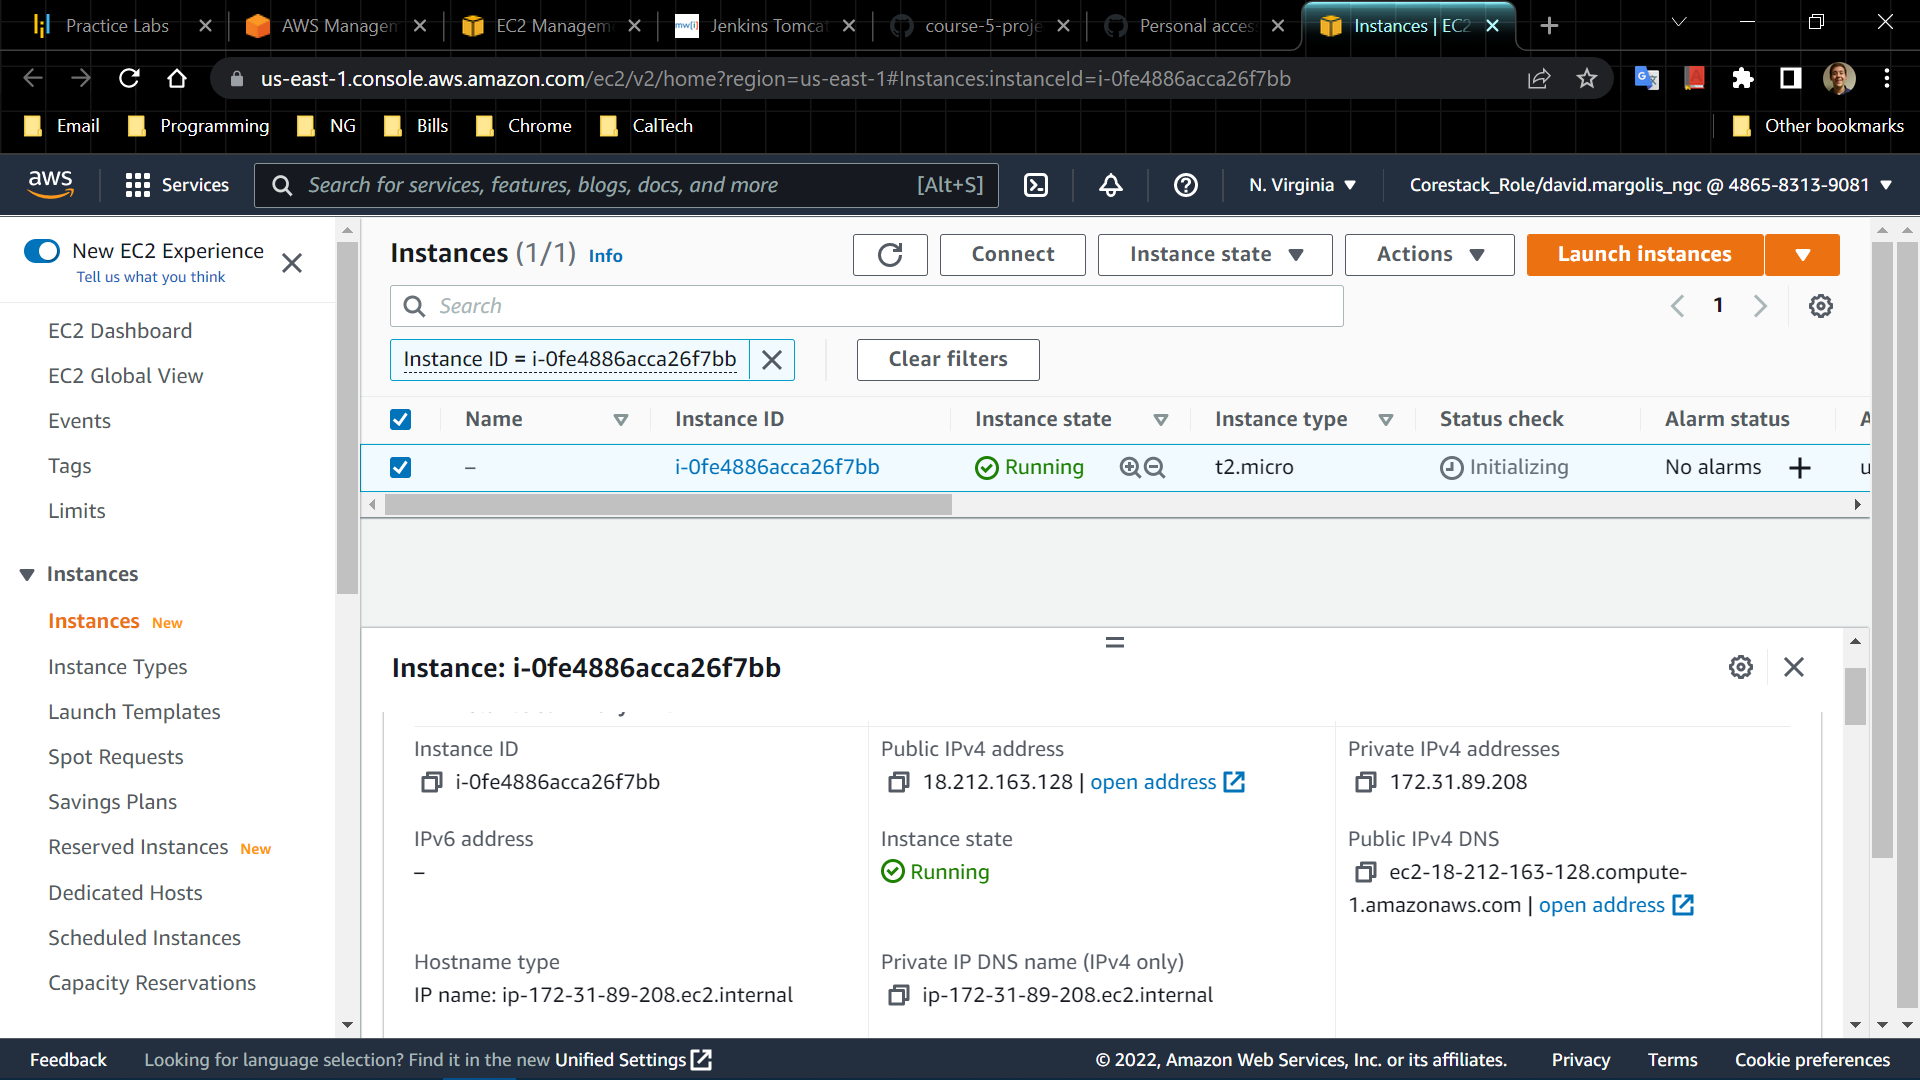 Practice Labs
AWS Managem
EC2 Managem
mw[i] Jenkins Tomcat
course-5-proje
Personal acces
Instances | EC2
us-east-1.console.aws.amazon.com/ec2/v2/home?region=us-east-1#Instances:instanceId=i-0fe4886acca26f7bb
Email Programming NG Bills Chrome CalTech Other bookmarks
aws Services Search for services, features, blogs, docs, and more [Alt+S] N. Virginia Corestack_Role/david.margolis_ngc @ 4865-8313-9081
New EC2 Experience
Tell us what you think
EC2 Dashboard
EC2 Global View
Events
Tags
Limits
Instances
Instances New
Instance Types
Launch Templates
Spot Requests
Savings Plans
Reserved Instances New
Dedicated Hosts
Scheduled Instances
Capacity Reservations
Instances (1/1) Info Connect Instance state Actions Launch instances
Search 1
Instance ID = i-0fe4886acca26f7bb Clear filters
Name Instance ID Instance state Instance type Status check Alarm status A
– i-0fe4886acca26f7bb Running t2.micro Initializing No alarms + u
Instance: i-0fe4886acca26f7bb
Instance ID
i-0fe4886acca26f7bb
Public IPv4 address
18.212.163.128 | open address
Private IPv4 addresses
172.31.89.208
IPv6 address
–
Instance state
Running
Public IPv4 DNS
ec2-18-212-163-128.compute-
1.amazonaws.com | open address
Hostname type
IP name: ip-172-31-89-208.ec2.internal
Private IP DNS name (IPv4 only)
ip-172-31-89-208.ec2.internal
Feedback Looking for language selection? Find it in the new Unified Settings © 2022, Amazon Web Services, Inc. or its affiliates. Privacy Terms Cookie preferences